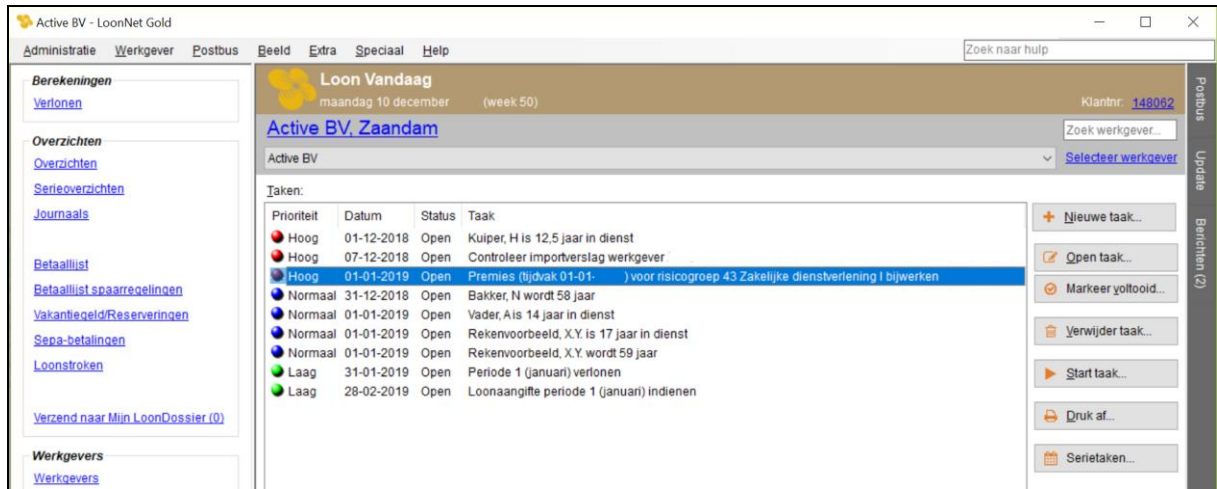 Active BV - LoonNet Gold
Administratie Werkgever Postbus Beeld Extra Speciaal Help
Zoek naar hulp
Berekeningen
Verlonen
Overzichten
Overzichten
Serieoverzichten
Journaals
Betaallijst
Betaallijst spaarregelingen
Vakantiegeld/Reserveringen
Sepa-betalingen
Loonstroken
Verzend naar Mijn LoonDossier (0)
Werkgevers
Werkgevers
Loon Vandaag
maandag 10 december (week 50)
Klantnr: 148062
Active BV, Zaandam
Zoek werkgever...
Active BV
Selecteer werkgever
Taken:
Prioriteit Datum Status Taak
Hoog 01-12-2018 Open Kuiper, H is 12,5 jaar in dienst
Hoog 07-12-2018 Open Controleer importverslag werkgever
Hoog 01-01-2019 Open Premies (tijdvak 01-01- ) voor risicogroep 43 Zakelijke dienstverlening I bijwerken
Normaal 31-12-2018 Open Bakker, N wordt 58 jaar
Normaal 01-01-2019 Open Vader, A is 14 jaar in dienst
Normaal 01-01-2019 Open Rekenvoorbeeld, X.Y. is 17 jaar in dienst
Normaal 01-01-2019 Open Rekenvoorbeeld, X.Y. wordt 59 jaar
Laag 31-01-2019 Open Periode 1 (januari) verlonen
Laag 28-02-2019 Open Loonaangifte periode 1 (januari) indienen
Nieuwe taak...
Open taak...
Markeer voltooid...
Verwijder taak...
Start taak...
Druk af...
Serietaken...
Postbus
Update
Berichten (2)